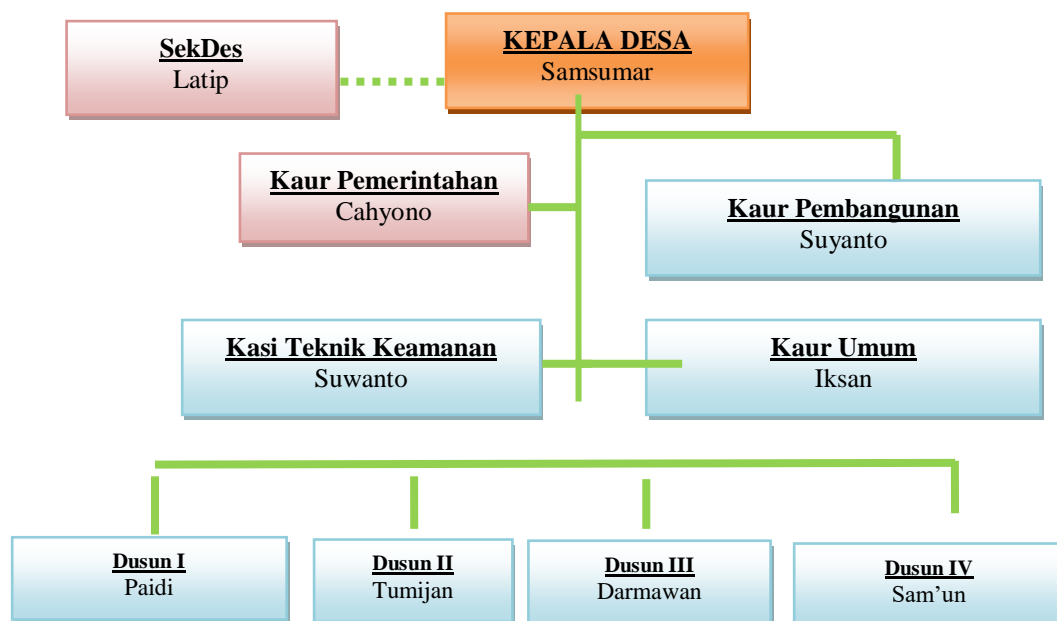 SekDes
Latip
KEPALA DESA
Samsumar
Kaur Pemerintahan
Cahyono
Kaur Pembangunan
Suyanto
Kasi Teknik Keamanan
Suwanto
Kaur Umum
Iksan
Dusun I
Paidi
Dusun II
Tumijan
Dusun III
Darmawan
Dusun IV
Sam’un